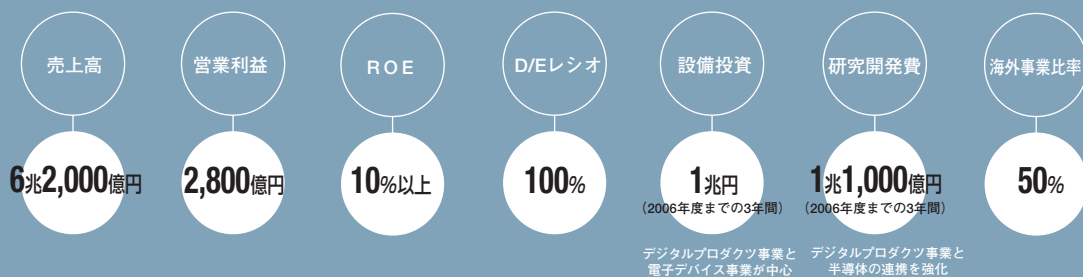 売上高
6兆2,000億円
営業利益
2,800億円
ROE
10%以上
D/Eレシオ
100%
設備投資
1兆円
（2006年度までの3年間）
デジタルプロダクツ事業と
電子デバイス事業が中心
研究開発費
1兆1,000億円
（2006年度までの3年間）
デジタルプロダクツ事業と
半導体の連携を強化
海外事業比率
50%